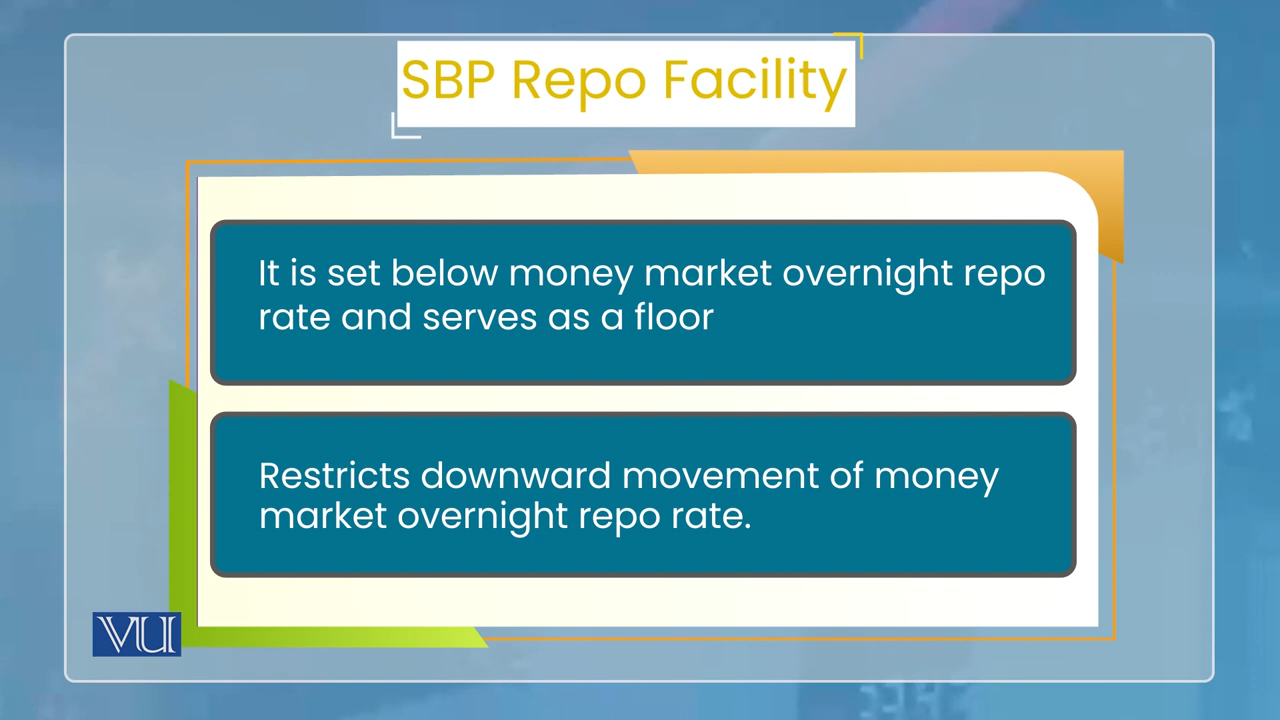 SBP Repo Facility
It is set below money market overnight repo
rate and serves as a floor
Restricts downward movement of money
market overnight repo rate.
VU